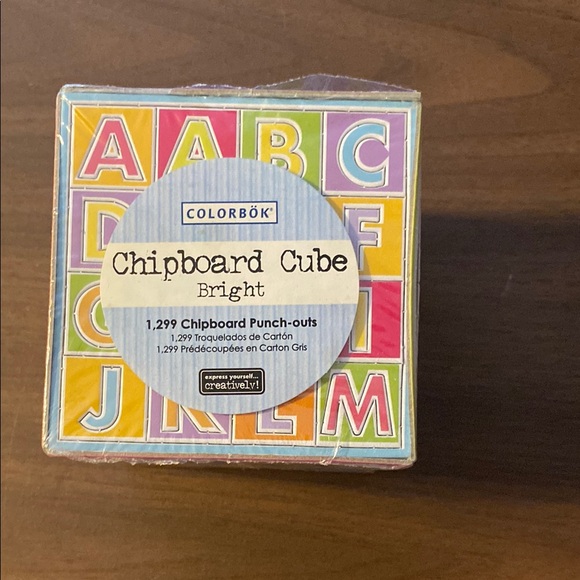 A A B C
D F
I
J K L M
COLORBÖK®
Chipboard Cube
Bright
1,299 Chipboard Punch-outs
1,299 Troquelados de Cartón
1,299 Prédécoupées en Carton Gris
express yourself...
creatively!